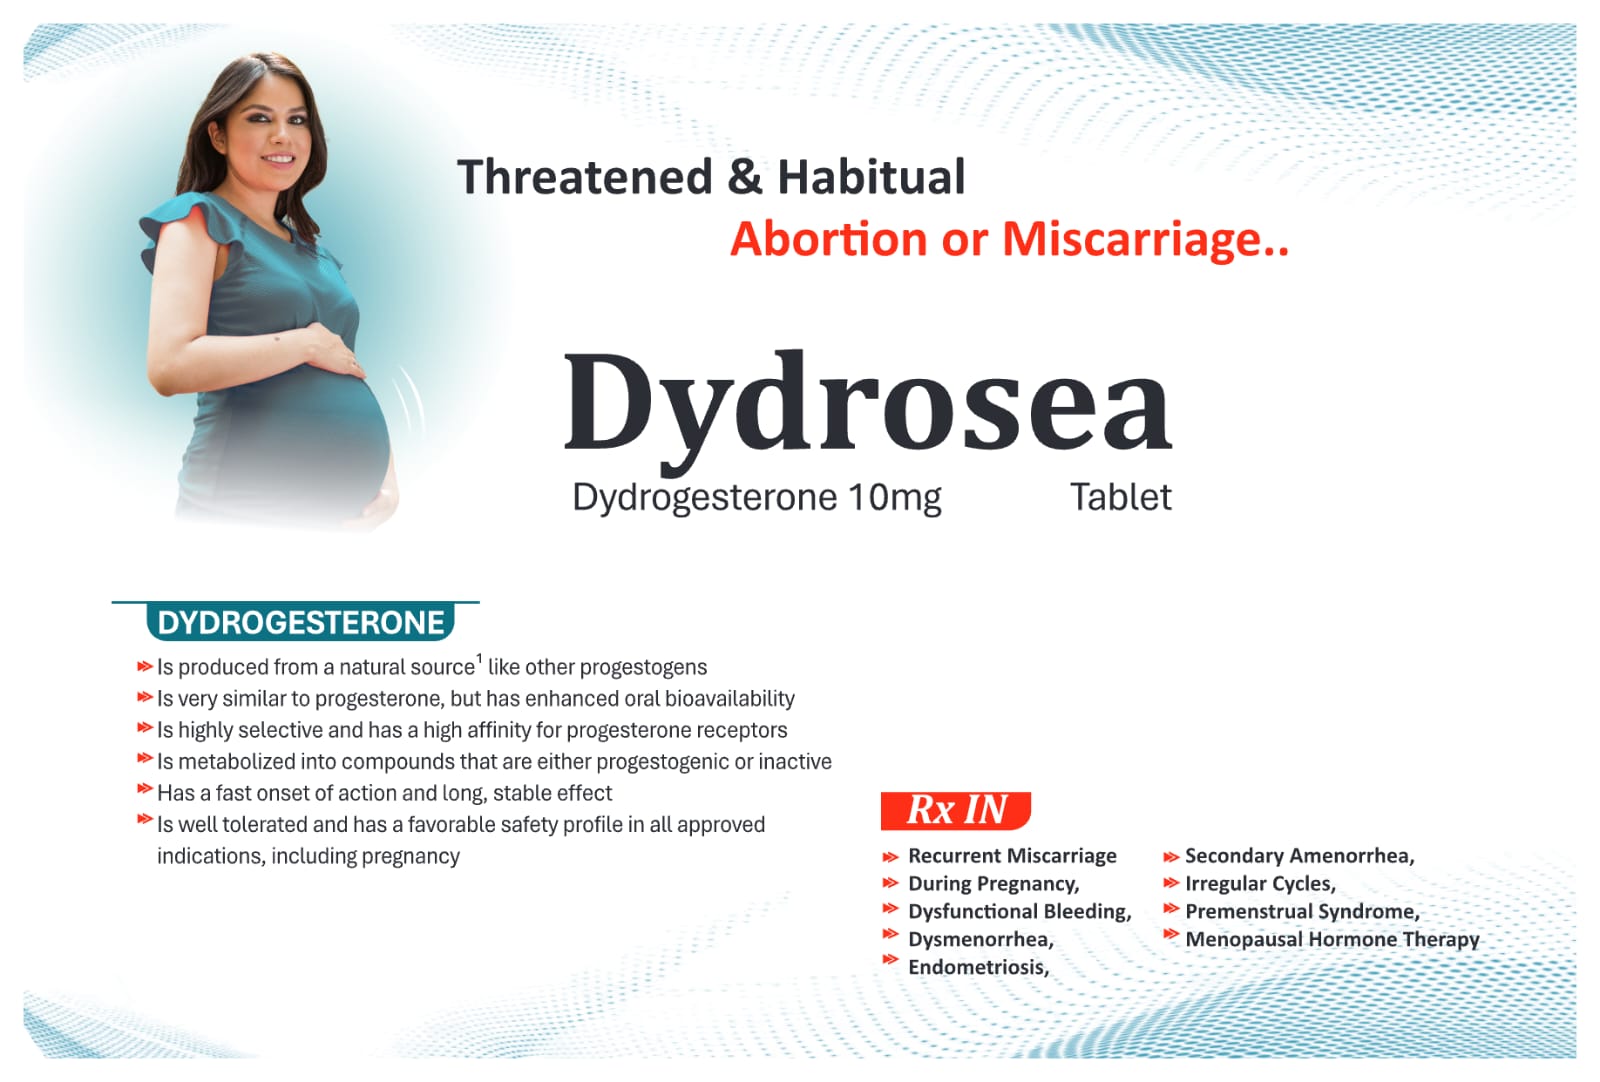 Threatened & Habitual
Abortion or Miscarriage..
Dydrosea
Dydrogesterone 10mg Tablet
DYDROGESTERONE
Is produced from a natural source¹ like other progestogens
Is very similar to progesterone, but has enhanced oral bioavailability
Is highly selective and has a high affinity for progesterone receptors
Is metabolized into compounds that are either progestogenic or inactive
Has a fast onset of action and long, stable effect
Is well tolerated and has a favorable safety profile in all approved
indications, including pregnancy
Rx IN
Recurrent Miscarriage
During Pregnancy,
Dysfunctional Bleeding,
Dysmenorrhea,
Endometriosis,
Secondary Amenorrhea,
Irregular Cycles,
Premenstrual Syndrome,
Menopausal Hormone Therapy